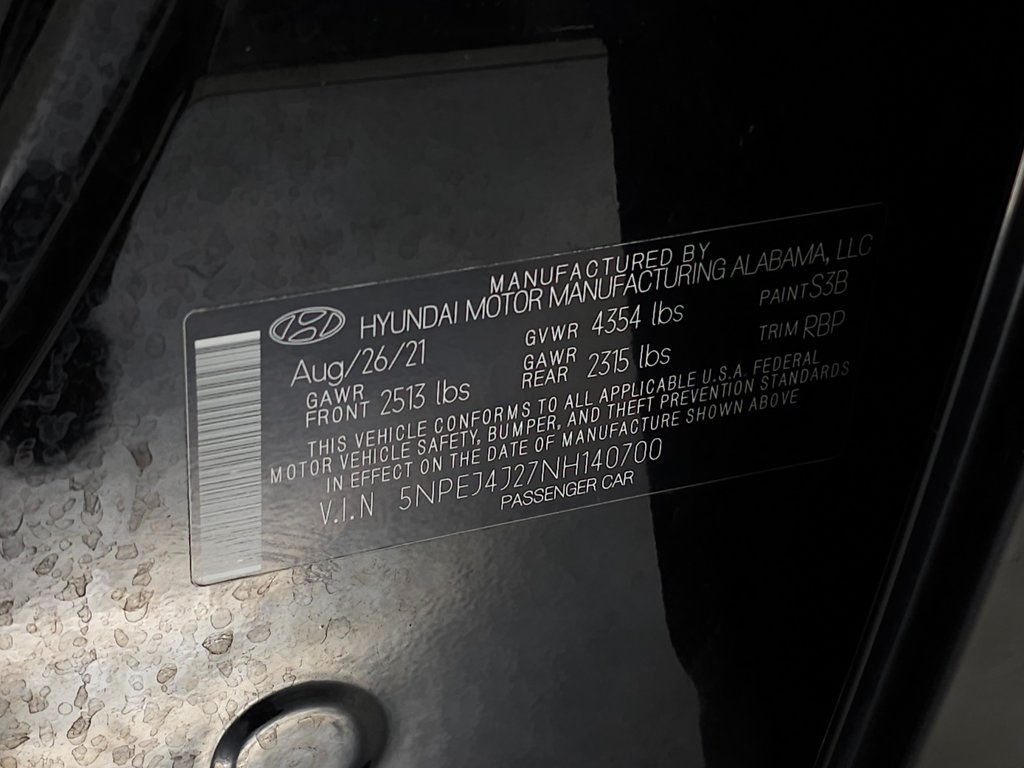 MANUFACTURED BY
HYUNDAI MOTOR MANUFACTURING ALABAMA, LLC
Aug/26/21 GVWR 4354 lbs PAINT S3B
GAWR FRONT 2513 lbs GAWR REAR 2315 lbs TRIM RBP
THIS VEHICLE CONFORMS TO ALL APPLICABLE U.S.A. FEDERAL
MOTOR VEHICLE SAFETY, BUMPER, AND THEFT PREVENTION STANDARDS
IN EFFECT ON THE DATE OF MANUFACTURE SHOWN ABOVE
V.I.N 5NPEJ4J27NH140700
PASSENGER CAR